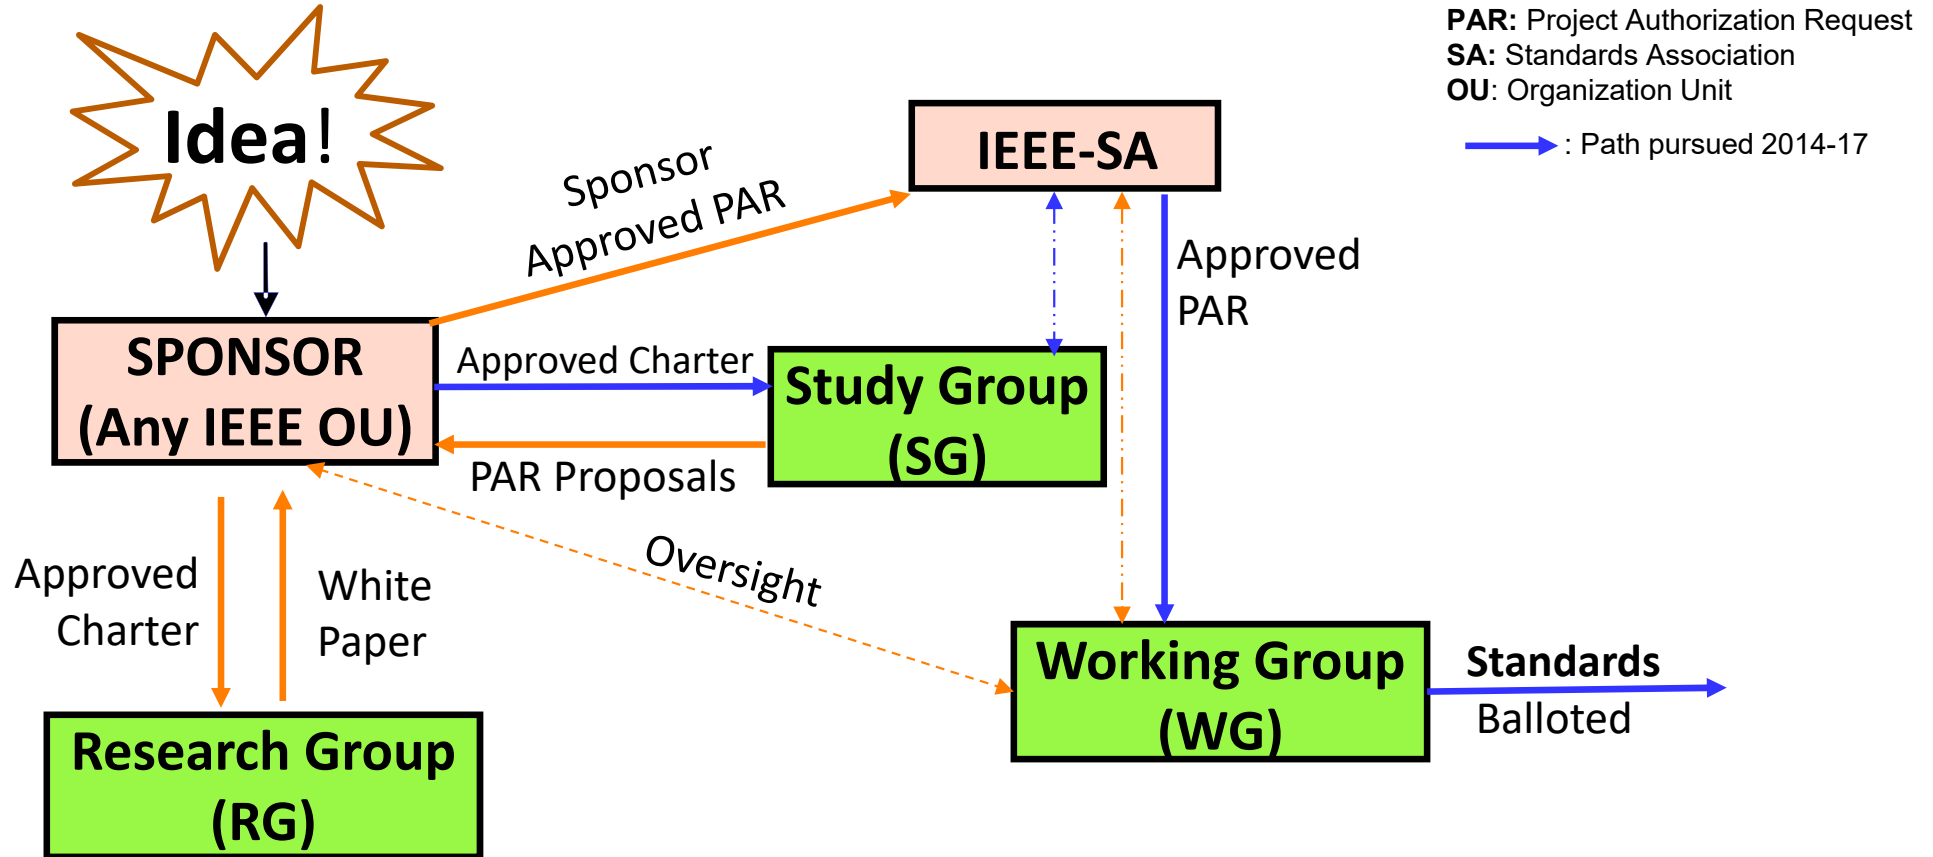 PAR: Project Authorization Request
SA: Standards Association
OU: Organization Unit
: Path pursued 2014-17
Idea!
IEEE-SA
Sponsor
Approved PAR
Approved
PAR
SPONSOR
(Any IEEE OU)
Approved Charter
Study Group
(SG)
PAR Proposals
Oversight
Approved
Charter
White
Paper
Working Group
(WG)
Standards
Balloted
Research Group
(RG)